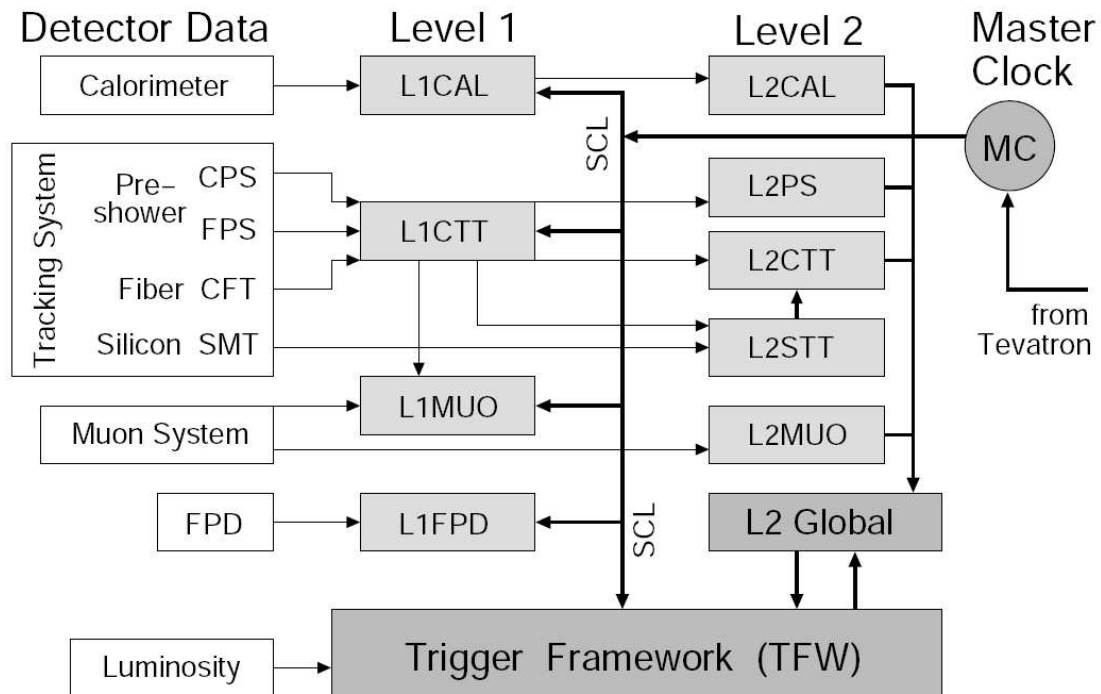 Detector Data
Level 1
Level 2
Master
Clock
Calorimeter
L1CAL
L2CAL
SCL
MC
Tracking System
Pre-
shower
CPS
FPS
Fiber CFT
Silicon SMT
L1CTT
L2PS
L2CTT
L2STT
from
Tevatron
Muon System
L1MUO
L2MUO
FPD
L1FPD
SCL
L2 Global
Luminosity
Trigger Framework (TFW)